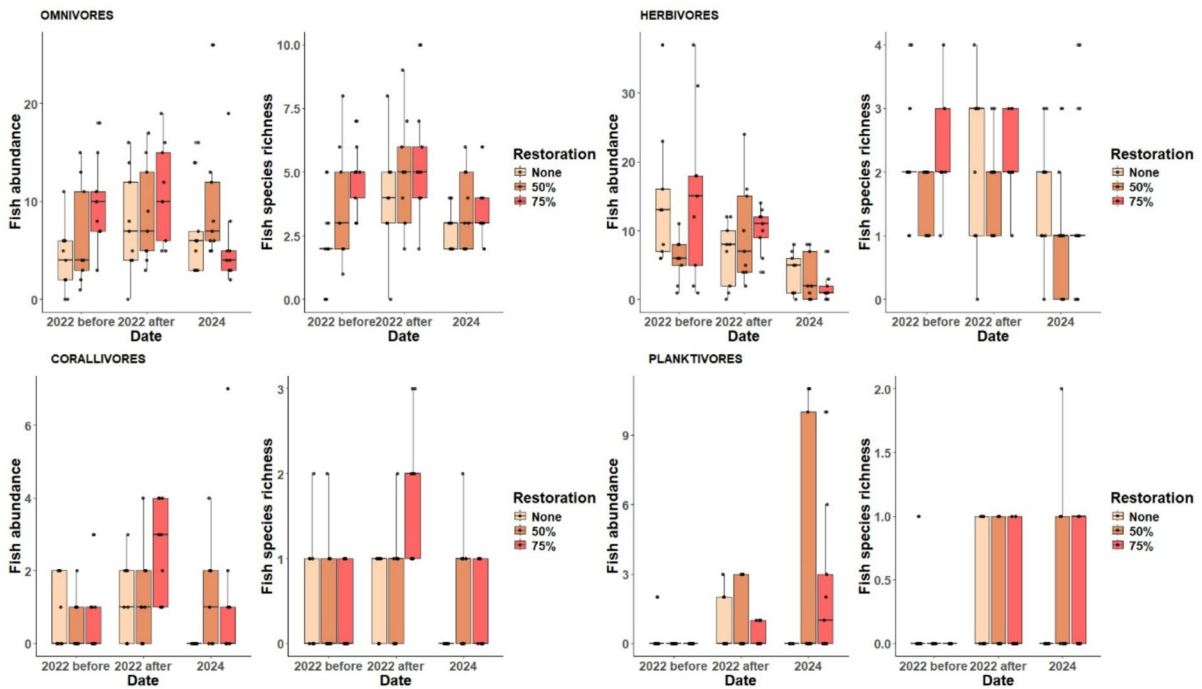 OMNIVORES
HERBIVORES
Fish abundance
20
10
0
2022 before
2022 after
2024
Date
Fish species richness
10.0
7.5
5.0
2.5
0.0
2022 before
2022 after
2024
Date
Restoration
None
50%
75%
Fish abundance
30
20
10
0
2022 before
2022 after
2024
Date
Fish species richness
4
3
2
1
0
2022 before
2022 after
2024
Date
Restoration
None
50%
75%
CORALLIVORES
PLANKTIVORES
Fish abundance
6
4
2
0
2022 before
2022 after
2024
Date
Fish species richness
3
2
1
0
2022 before
2022 after
2024
Date
Restoration
None
50%
75%
Fish abundance
9
6
3
0
2022 before
2022 after
2024
Date
Fish species richness
2.0
1.5
1.0
0.5
0.0
2022 before
2022 after
2024
Date
Restoration
None
50%
75%